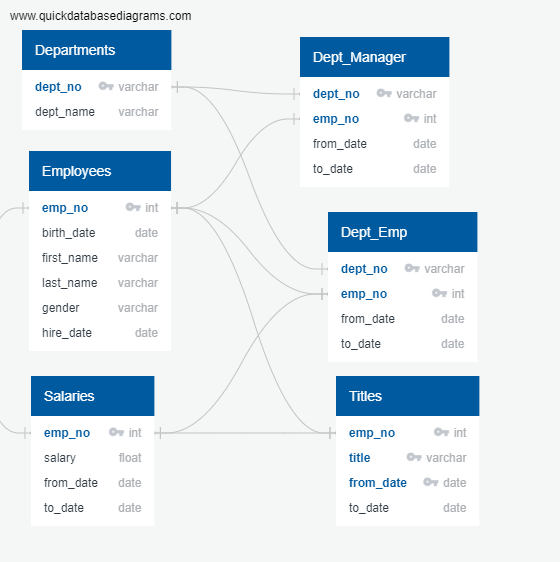 www.quickdatabasediagrams.com
Departments
dept_no varchar
dept_name varchar
Dept_Manager
dept_no varchar
emp_no int
from_date date
to_date date
Employees
emp_no int
birth_date date
first_name varchar
last_name varchar
gender varchar
hire_date date
Dept_Emp
dept_no varchar
emp_no int
from_date date
to_date date
Salaries
emp_no int
salary float
from_date date
to_date date
Titles
emp_no int
title varchar
from_date date
to_date date